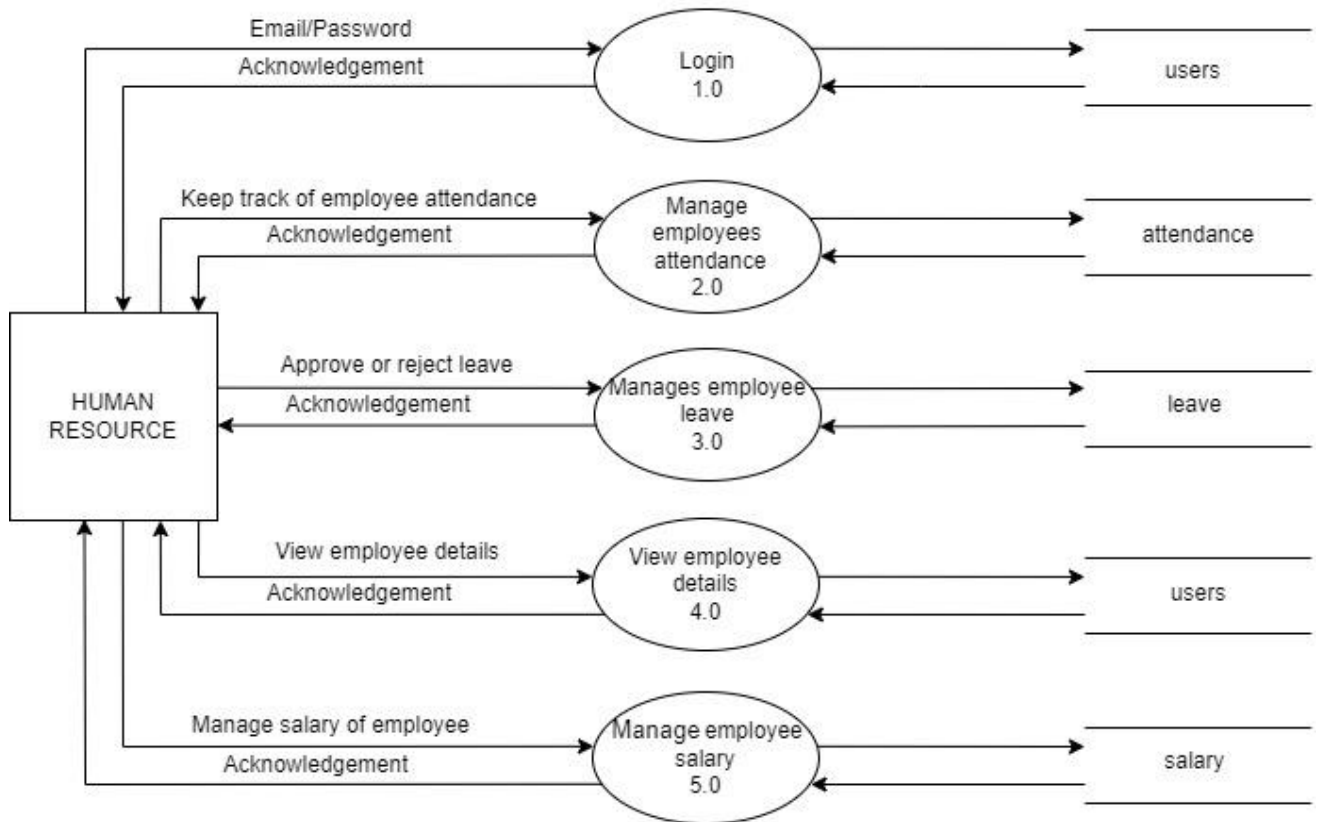 Email/Password
Acknowledgement
Login
1.0
users
Keep track of employee attendance
Acknowledgement
Manage
employees
attendance
2.0
attendance
HUMAN
RESOURCE
Approve or reject leave
Acknowledgement
Manages employee
leave
3.0
leave
View employee details
Acknowledgement
View employee
details
4.0
users
Manage salary of employee
Acknowledgement
Manage employee
salary
5.0
salary